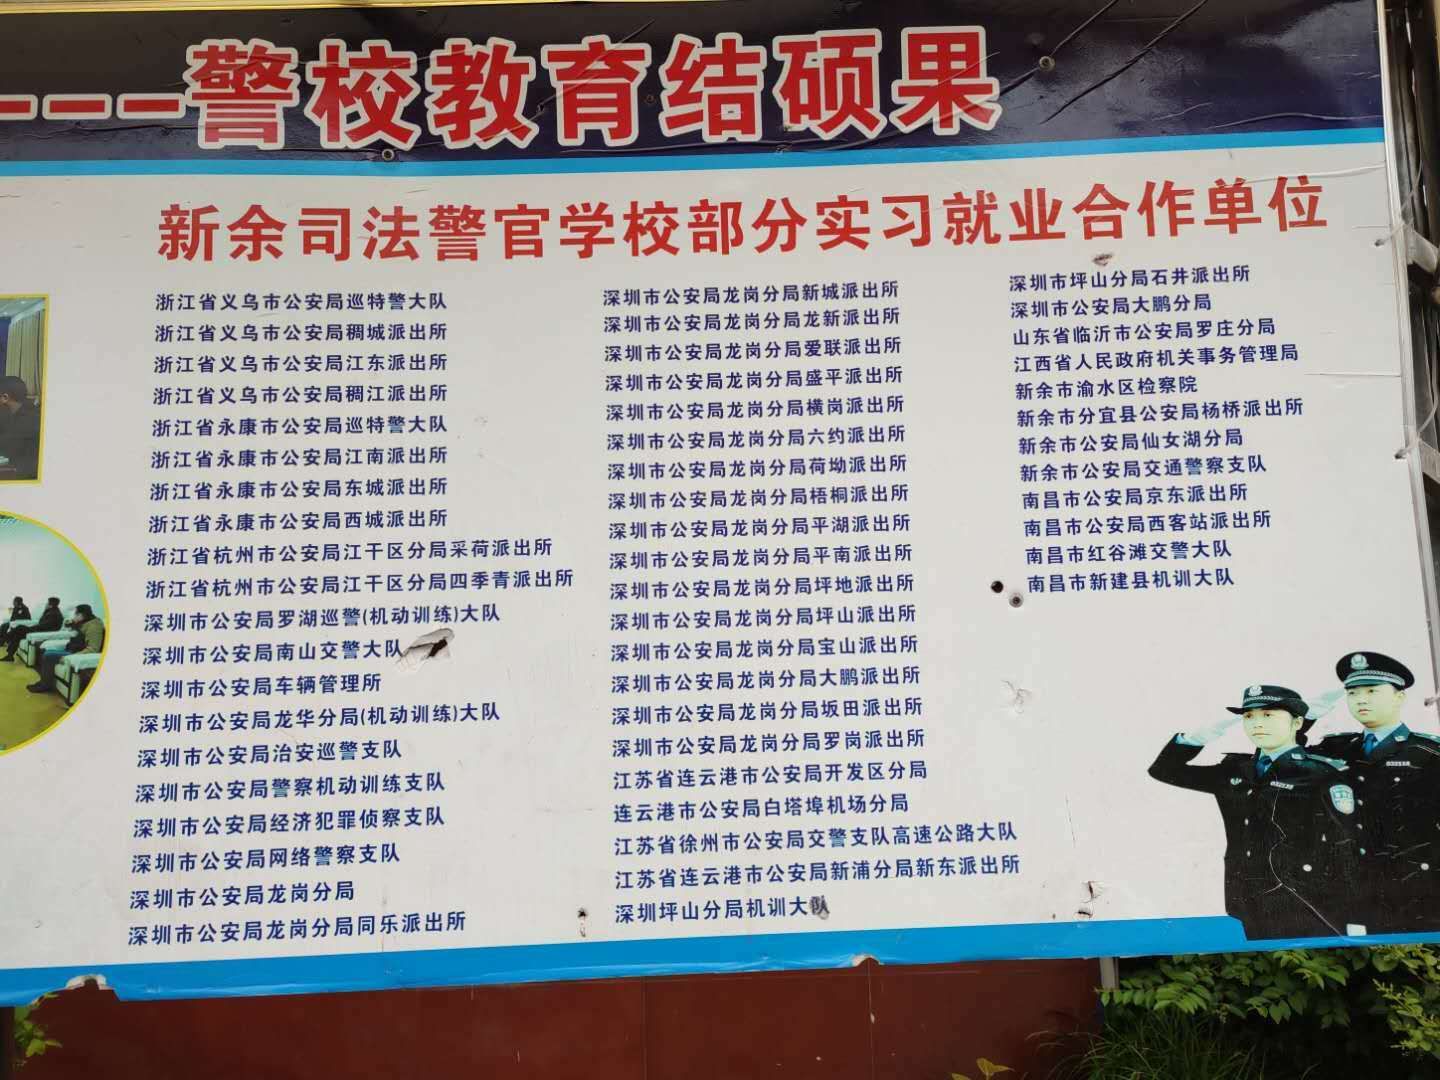 ---警校教育结硕果
新余司法警官学校部分实习就业合作单位
浙江省义乌市公安局巡特警大队
浙江省义乌市公安局稠城派出所
浙江省义乌市公安局江东派出所
浙江省义乌市公安局稠江派出所
浙江省永康市公安局巡特警大队
浙江省永康市公安局江南派出所
浙江省永康市公安局东城派出所
浙江省永康市公安局西城派出所
浙江省杭州市公安局江干区分局采荷派出所
浙江省杭州市公安局江干区分局四季青派出所
深圳市公安局罗湖巡警(机动训练)大队
深圳市公安局南山交警大队
深圳市公安局车辆管理所
深圳市公安局龙华分局(机动训练)大队
深圳市公安局治安巡警支队
深圳市公安局警察机动训练支队
深圳市公安局经济犯罪侦察支队
深圳市公安局网络警察支队
深圳市公安局龙岗分局
深圳市公安局龙岗分局同乐派出所
深圳市公安局龙岗分局新城派出所
深圳市公安局龙岗分局龙新派出所
深圳市公安局龙岗分局爱联派出所
深圳市公安局龙岗分局盛平派出所
深圳市公安局龙岗分局横岗派出所
深圳市公安局龙岗分局六约派出所
深圳市公安局龙岗分局荷坳派出所
深圳市公安局龙岗分局梧桐派出所
深圳市公安局龙岗分局平湖派出所
深圳市公安局龙岗分局平南派出所
深圳市公安局龙岗分局坪地派出所
深圳市公安局龙岗分局坪山派出所
深圳市公安局龙岗分局宝山派出所
深圳市公安局龙岗分局大鹏派出所
深圳市公安局龙岗分局坂田派出所
深圳市公安局龙岗分局罗岗派出所
江苏省连云港市公安局开发区分局
连云港市公安局白塔埠机场分局
江苏省徐州市公安局交警支队高速公路大队
江苏省连云港市公安局新浦分局新东派出所
深圳坪山分局机训大队
深圳市坪山分局石井派出所
深圳市公安局大鹏分局
山东省临沂市公安局罗庄分局
江西省人民政府机关事务管理局
新余市渝水区检察院
新余市分宜县公安局杨桥派出所
新余市公安局仙女湖分局
新余市公安局交通警察支队
南昌市公安局京东派出所
南昌市公安局西客站派出所
南昌市红谷滩交警大队
南昌市新建县机训大队